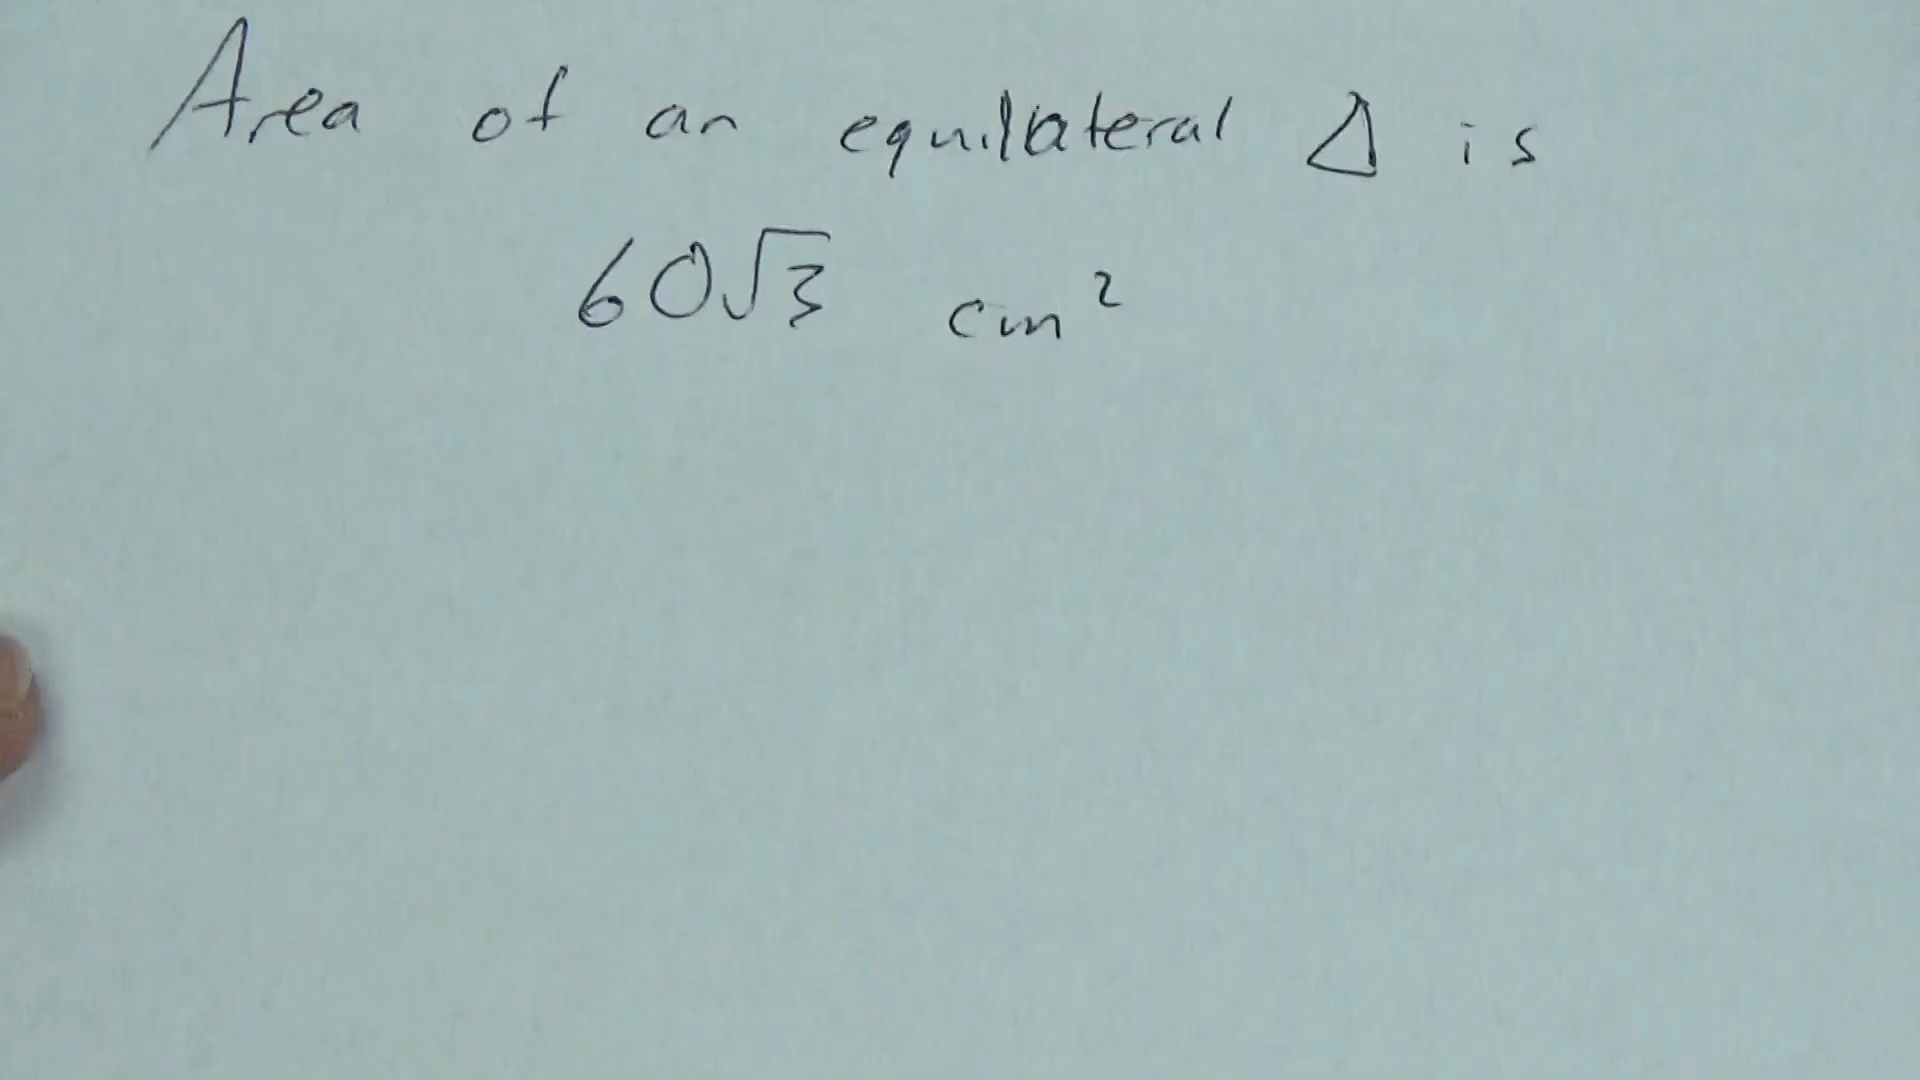 Area of an equilateral Δ is
60√3 cm²